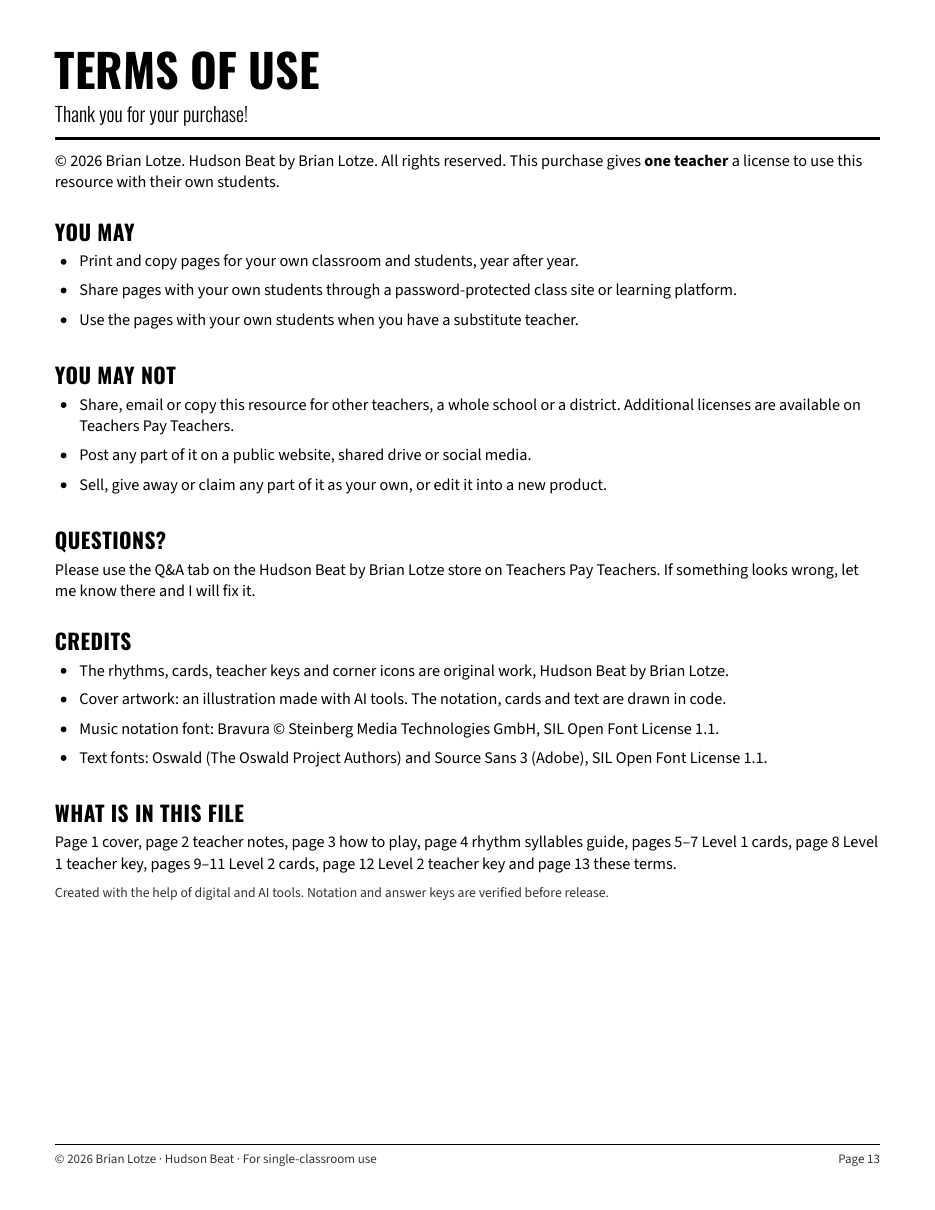 TERMS OF USE
Thank you for your purchase!
© 2026 Brian Lotze. Hudson Beat by Brian Lotze. All rights reserved. This purchase gives one teacher a license to use this
resource with their own students.
YOU MAY
• Print and copy pages for your own classroom and students, year after year.
• Share pages with your own students through a password-protected class site or learning platform.
• Use the pages with your own students when you have a substitute teacher.
YOU MAY NOT
• Share, email or copy this resource for other teachers, a whole school or a district. Additional licenses are available on
Teachers Pay Teachers.
• Post any part of it on a public website, shared drive or social media.
• Sell, give away or claim any part of it as your own, or edit it into a new product.
QUESTIONS?
Please use the Q&A tab on the Hudson Beat by Brian Lotze store on Teachers Pay Teachers. If something looks wrong, let
me know there and I will fix it.
CREDITS
• The rhythms, cards, teacher keys and corner icons are original work, Hudson Beat by Brian Lotze.
• Cover artwork: an illustration made with AI tools. The notation, cards and text are drawn in code.
• Music notation font: Bravura © Steinberg Media Technologies GmbH, SIL Open Font License 1.1.
• Text fonts: Oswald (The Oswald Project Authors) and Source Sans 3 (Adobe), SIL Open Font License 1.1.
WHAT IS IN THIS FILE
Page 1 cover, page 2 teacher notes, page 3 how to play, page 4 rhythm syllables guide, pages 5–7 Level 1 cards, page 8 Level
1 teacher key, pages 9–11 Level 2 cards, page 12 Level 2 teacher key and page 13 these terms.
Created with the help of digital and AI tools. Notation and answer keys are verified before release.
© 2026 Brian Lotze · Hudson Beat · For single-classroom use
Page 13